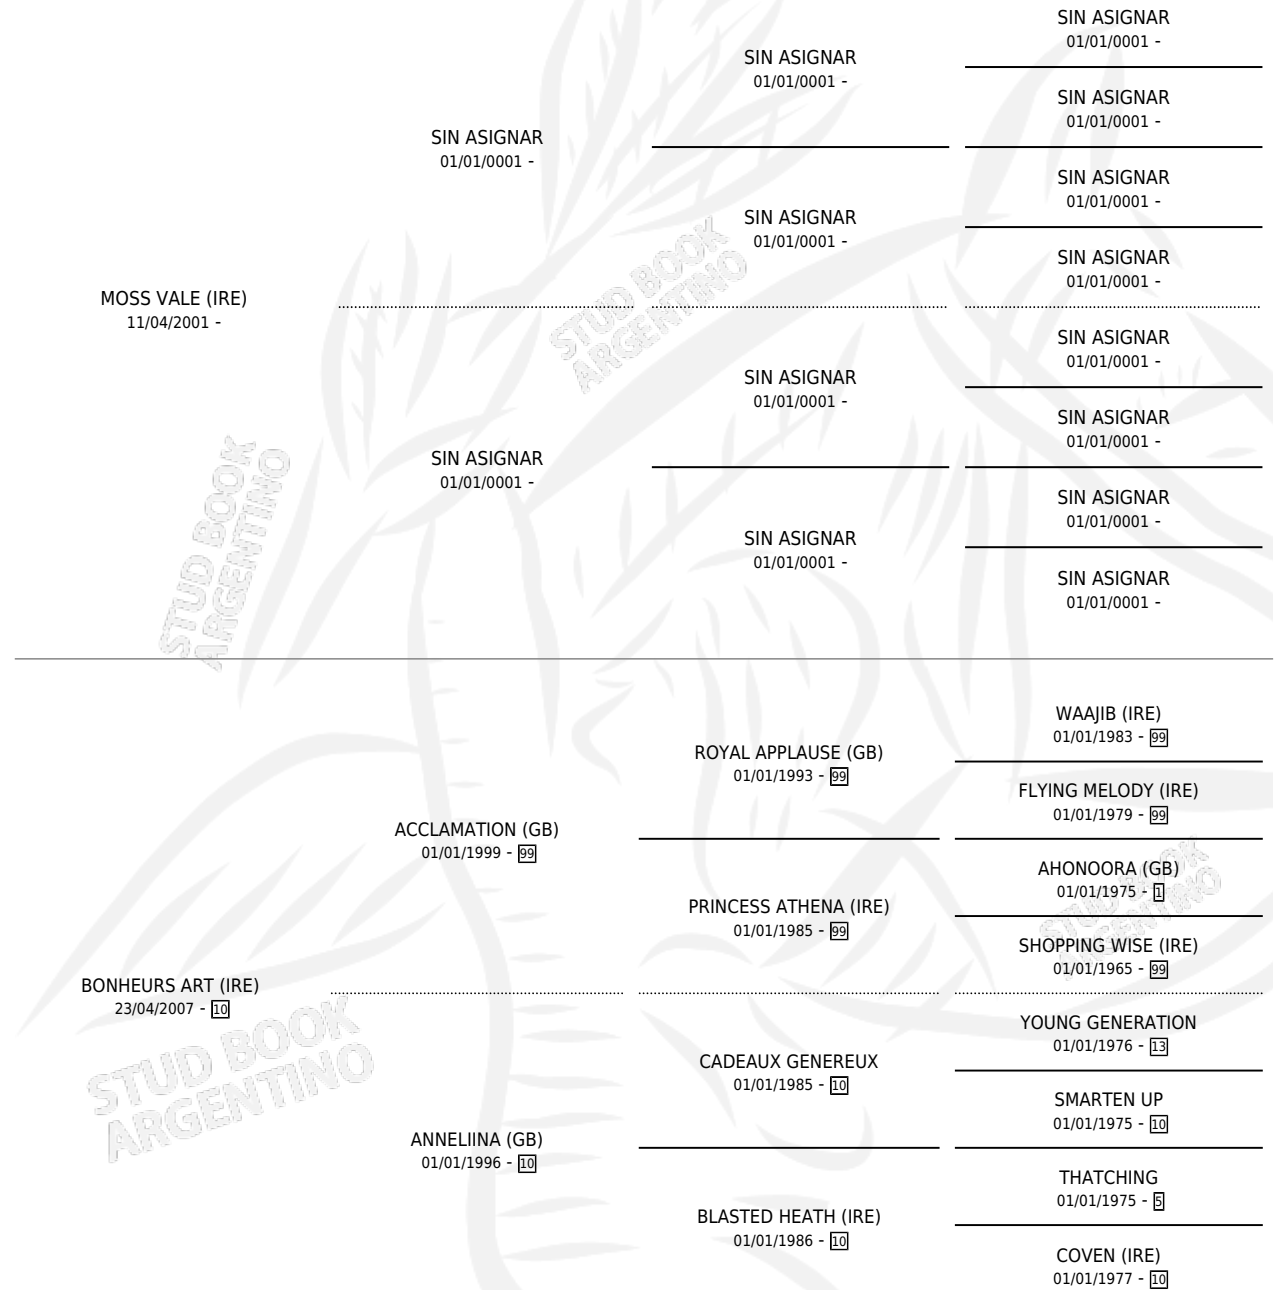 SIN ASIGNAR
01/01/0001 -
SIN ASIGNAR
01/01/0001 -
SIN ASIGNAR
01/01/0001 -
SIN ASIGNAR
01/01/0001 -
SIN ASIGNAR
01/01/0001 -
SIN ASIGNAR
01/01/0001 -
SIN ASIGNAR
01/01/0001 -
MOSS VALE (IRE)
11/04/2001 -
SIN ASIGNAR
01/01/0001 -
SIN ASIGNAR
01/01/0001 -
SIN ASIGNAR
01/01/0001 -
SIN ASIGNAR
01/01/0001 -
SIN ASIGNAR
01/01/0001 -
SIN ASIGNAR
01/01/0001 -
SIN ASIGNAR
01/01/0001 -
STUD BOOK
ARGENTINO
STUD BOOK
ARGENTINO
WAAJIB (IRE)
01/01/1983 - 99
ROYAL APPLAUSE (GB)
01/01/1993 - 99
FLYING MELODY (IRE)
01/01/1979 - 99
ACCLAMATION (GB)
01/01/1999 - 99
AHONOORA (GB)
01/01/1975 - 1
PRINCESS ATHENA (IRE)
01/01/1985 - 99
SHOPPING WISE (IRE)
01/01/1965 - 99
STUD BOOK
ARGENTINO
BONHEURS ART (IRE)
23/04/2007 - 10
YOUNG GENERATION
01/01/1976 - 13
CADEAUX GENEREUX
01/01/1985 - 10
SMARTEN UP
01/01/1975 - 10
ANNELIINA (GB)
01/01/1996 - 10
THATCHING
01/01/1975 - 5
BLASTED HEATH (IRE)
01/01/1986 - 10
COVEN (IRE)
01/01/1977 - 10
STUD BOOK
ARGENTINO